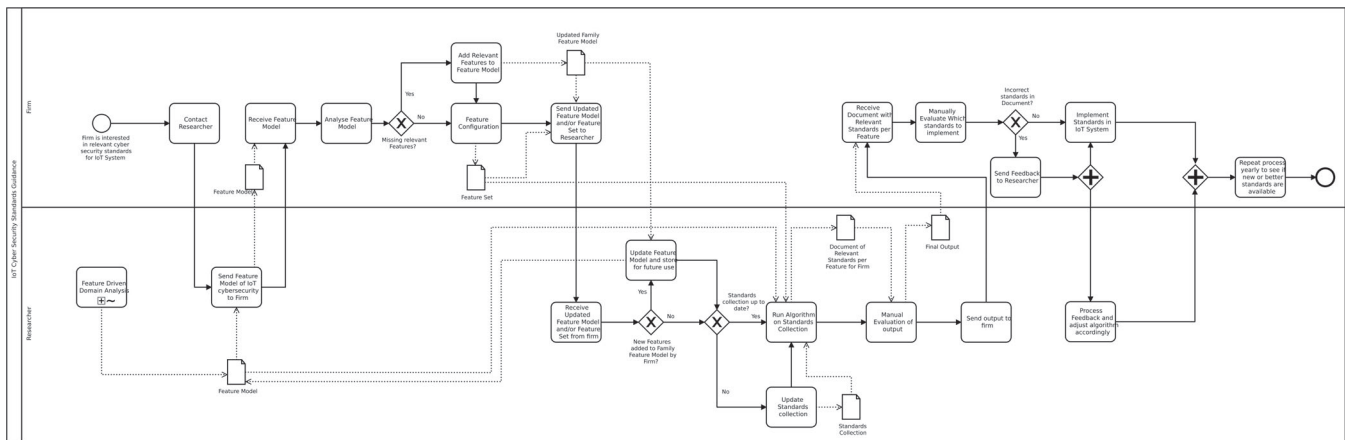 IoT Cyber Security Standards Guidance
Firm
Firm is interested
in relevant cyber
security standards
for IoT System
Contact
Researcher
Receive Feature
Model
Feature Model
Analyse Feature
Model
Missing relevant
Features?
Yes
No
Add Relevant
Features to
Feature Model
Feature
Configuration
Feature Set
Updated Family
Feature Model
Send Updated
Feature Model
and/or Feature
Set to
Researcher
Receive
Document with
Relevant
Standards per
Feature
Manually
Evaluate Which
standards to
implement
Incorrect
standards in
Document?
No
Yes
Send Feedback
to Researcher
Implement
Standards in
IoT System
Repeat process
yearly to see if
new or better
standards are
available
Researcher
Feature Driven
Domain Analysis
Send Feature
Model of IoT
cybersecurity
to Firm
Feature Model
Receive
Updated
Feature Model
and/or Feature
Set from firm
Update Feature
Model and store
for future use
Yes
No
New Features
added to Family
Feature Model by
Firm?
Standards
collection up to
date?
Yes
No
Run Algorithm
on Standards
Collection
Update
Standards
collection
Standards
Collection
Document of
Relevant
Standards per
Feature for Firm
Manual
Evaluation of
output
Final Output
Send output to
firm
Process
Feedback and
adjust algorithm
accordingly